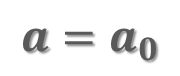 a = a₀